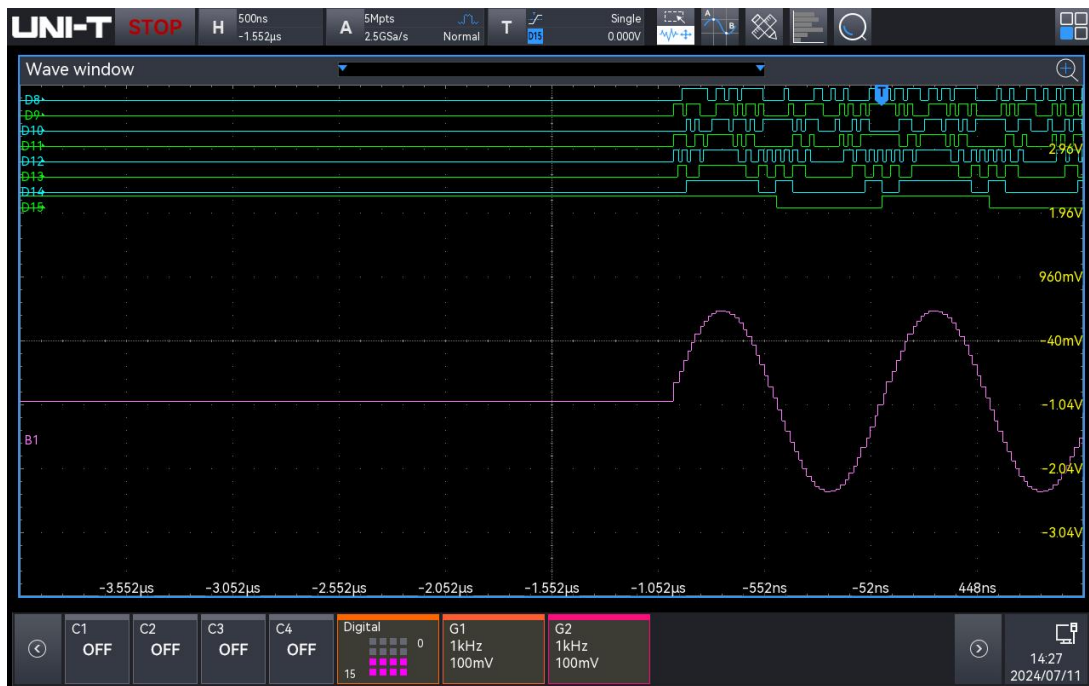 UNI-T STOP H 500ns -1.552µs A 5Mpts 2.5GSa/s Normal T D15 Single 0.000V A B
Wave window
T
D8
D9
D10
D11
2.96V
D12
D13
D14
D15
1.96V
960mV
-40mV
-1.04V
B1
-2.04V
-3.04V
-3.552µs -3.052µs -2.552µs -2.052µs -1.552µs -1.052µs -552ns -52ns 448ns
C1 OFF C2 OFF C3 OFF C4 OFF Digital 0 15 G1 1kHz 100mV G2 1kHz 100mV
14:27
2024/07/11